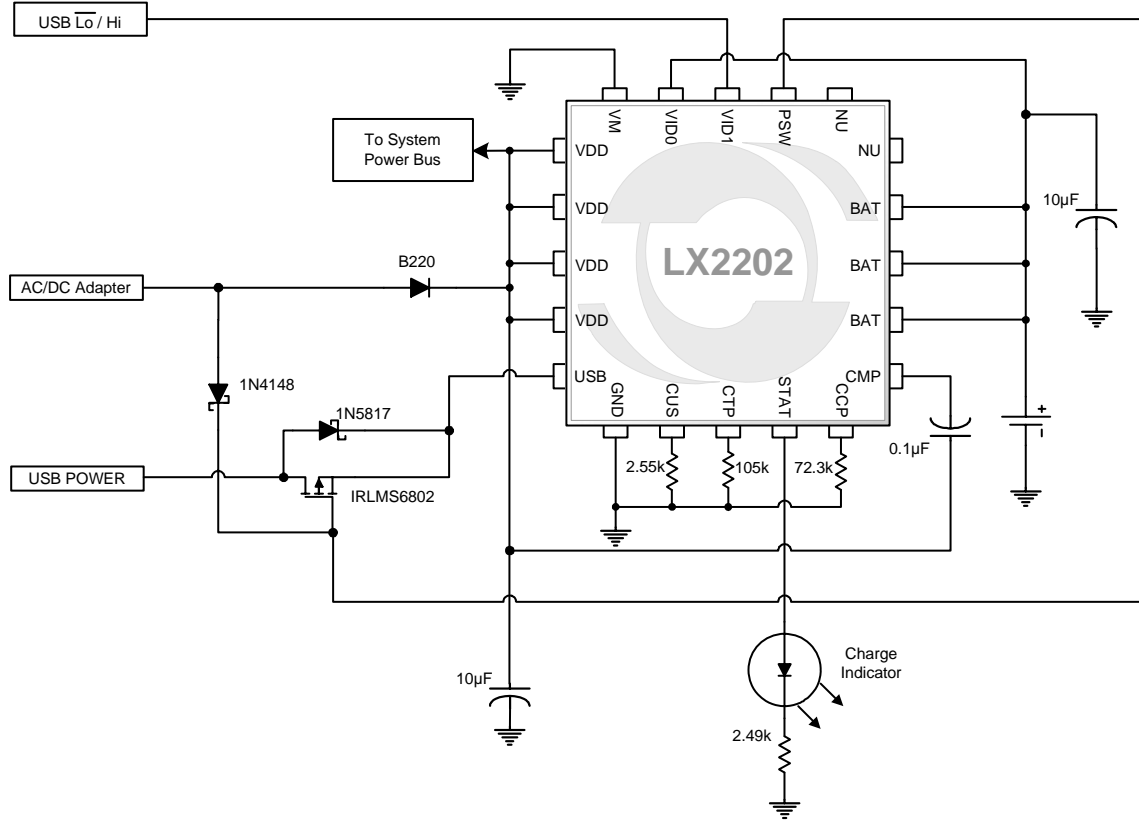 USB Lo / Hi
VM
VID0
VID1
PSW
NU
To System
Power Bus
VDD
NU
VDD
BAT
10µF
LX2202
B220
VDD
BAT
AC/DC Adapter
VDD
BAT
1N4148
USB
GND
CUS
CTP
STAT
CCP
CMP
1N5817
+
2.55k
105k
72.3k
0.1µF
USB POWER
IRLMS6802
Charge
Indicator
10µF
2.49k